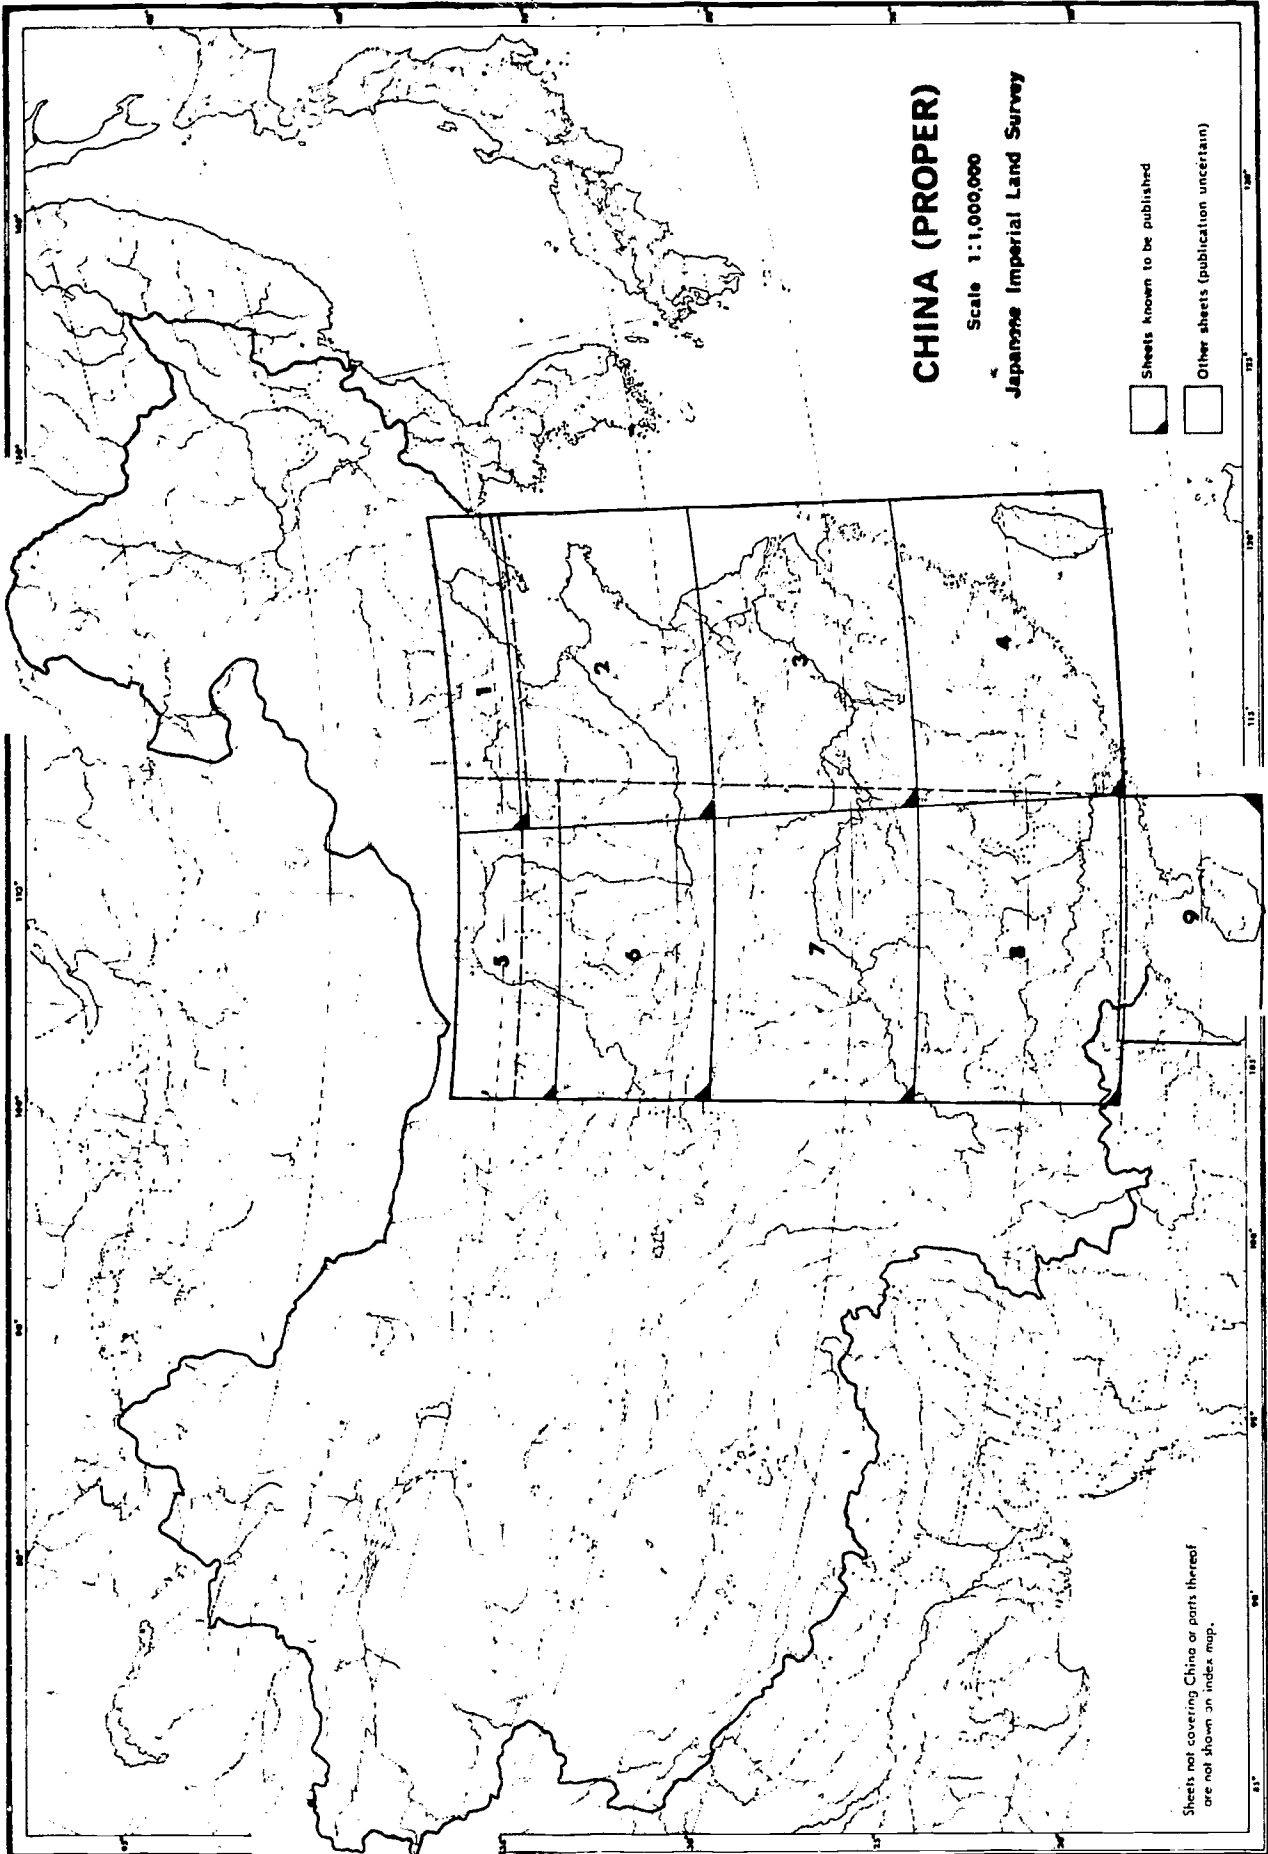 CHINA (PROPER)
Scale 1:1,000,000
Japanese Imperial Land Survey
Sheets known to be published
Other sheets (publication uncertain)
1
2
3
4
5
6
7
8
9
Sheets not covering China or parts thereof
are not shown on index map.